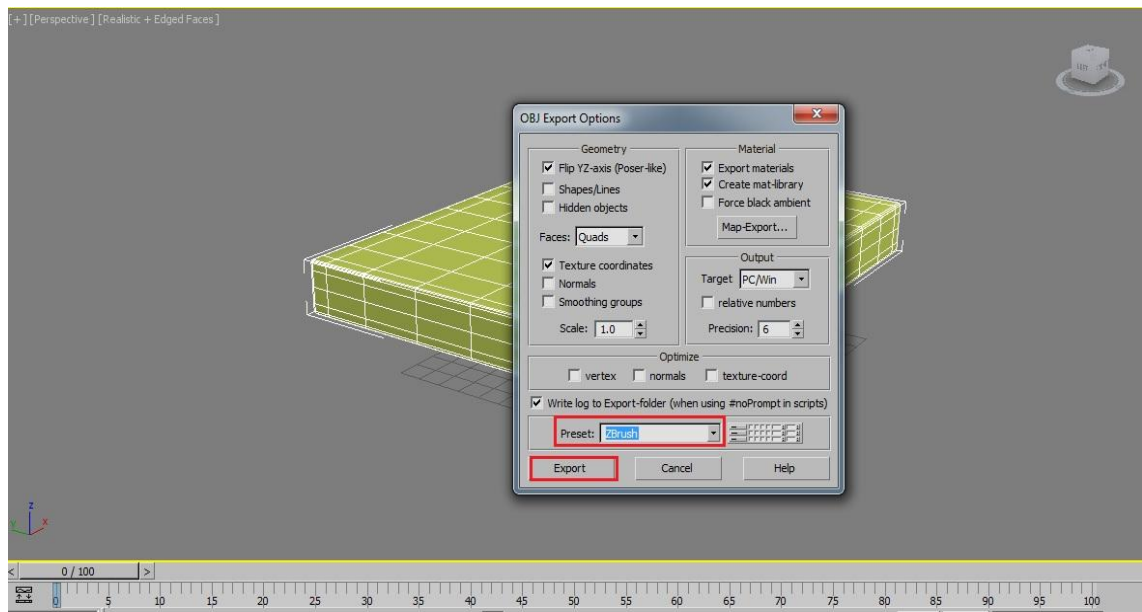 [+] [Perspective] [Realistic + Edged Faces]
OBJ Export Options
Geometry
Flip YZ-axis (Poser-like)
Shapes/Lines
Hidden objects
Faces: Quads
Texture coordinates
Normals
Smoothing groups
Scale: 1.0
Material
Export materials
Create mat-library
Force black ambient
Map-Export...
Output
Target PC/Win
relative numbers
Precision: 6
Optimize
vertex normals texture-coord
Write log to Export-folder (when using #noPrompt in scripts)
Preset: ZBrush
Export Cancel Help
z
y x
< 0 / 100 >
0 5 10 15 20 25 30 35 40 45 50 55 60 65 70 75 80 85 90 95 100